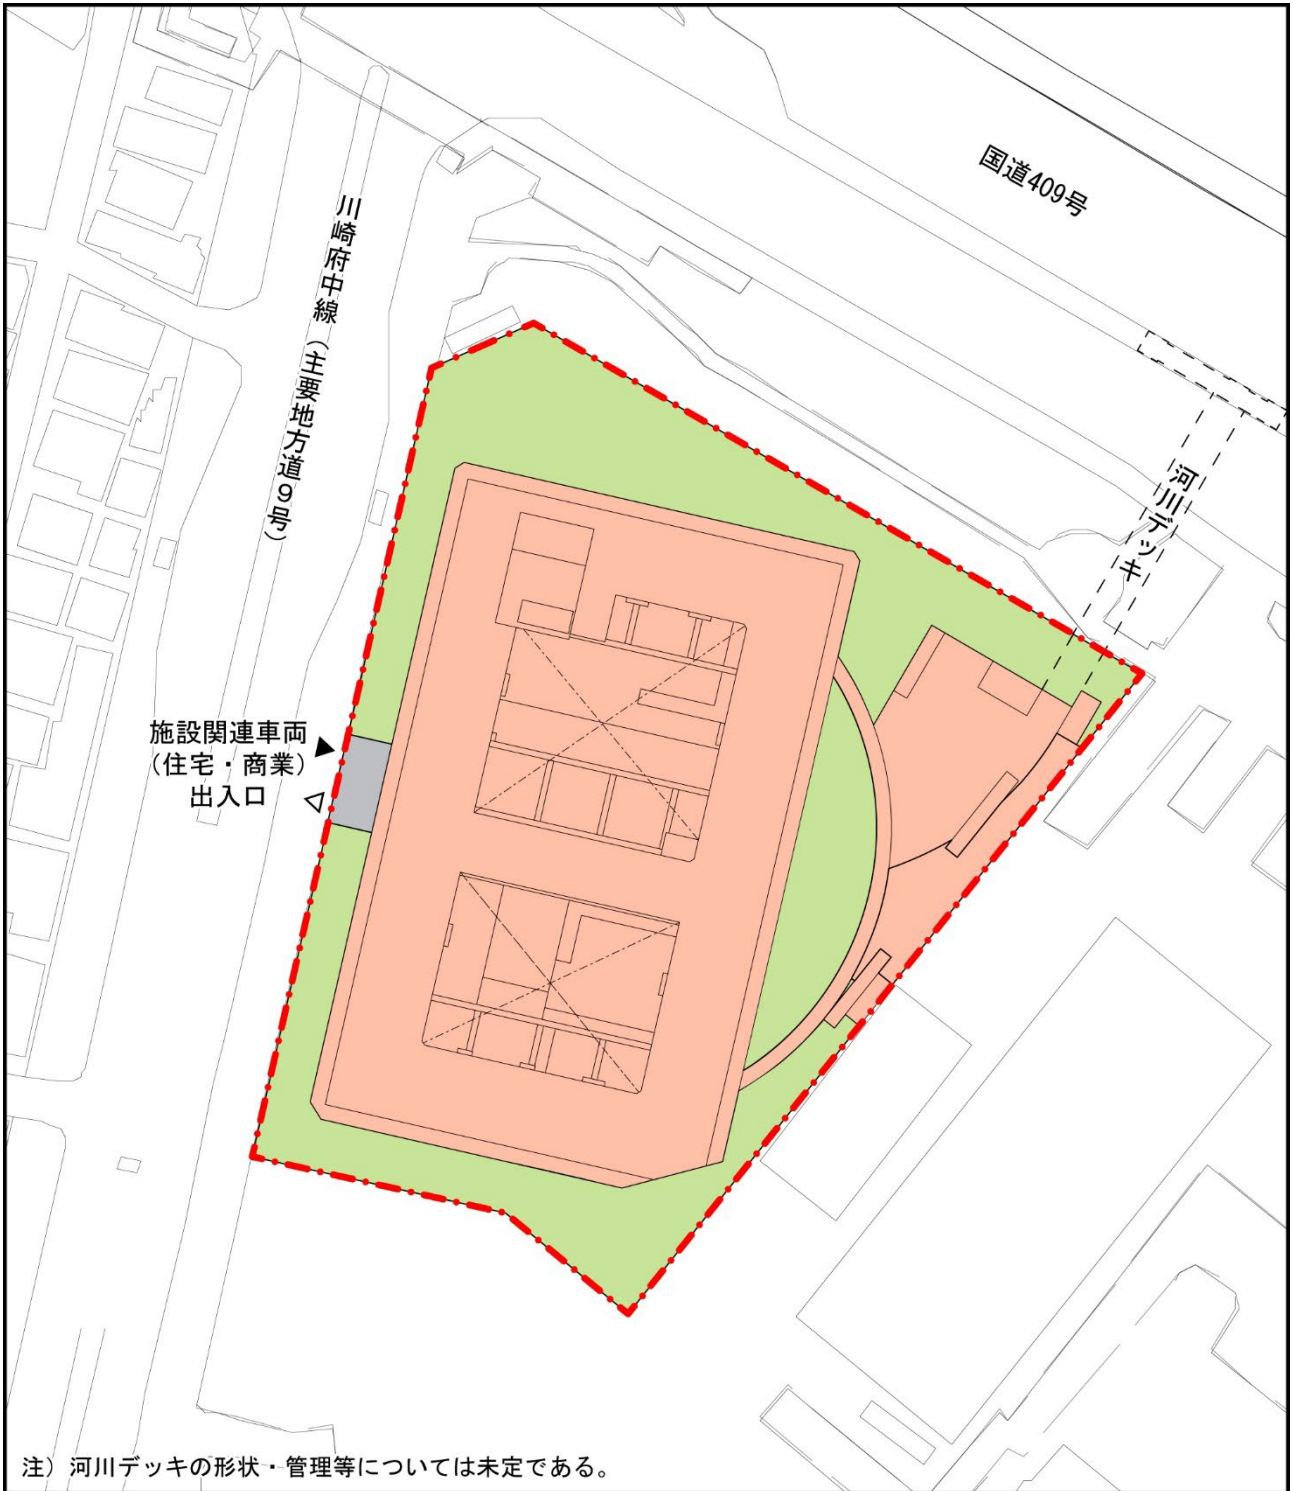 国道409号
川崎府中線（主要地方道９号）
河川デッキ
施設関連車両
（住宅・商業）
出入口
注）河川デッキの形状・管理等については未定である。